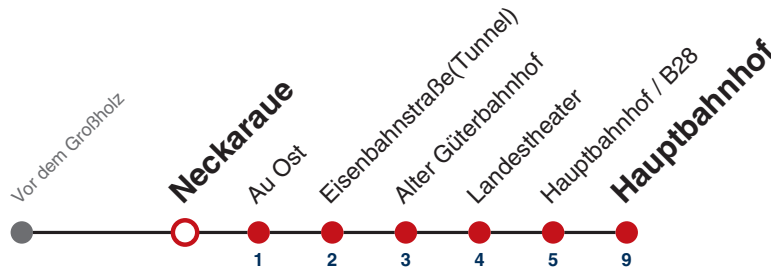 Vor dem Großholz
Neckaraue
Au Ost
Eisenbahnstraße(Tunnel)
Alter Güterbahnhof
Landestheater
Hauptbahnhof / B28
Hauptbahnhof
1
2
3
4
5
9